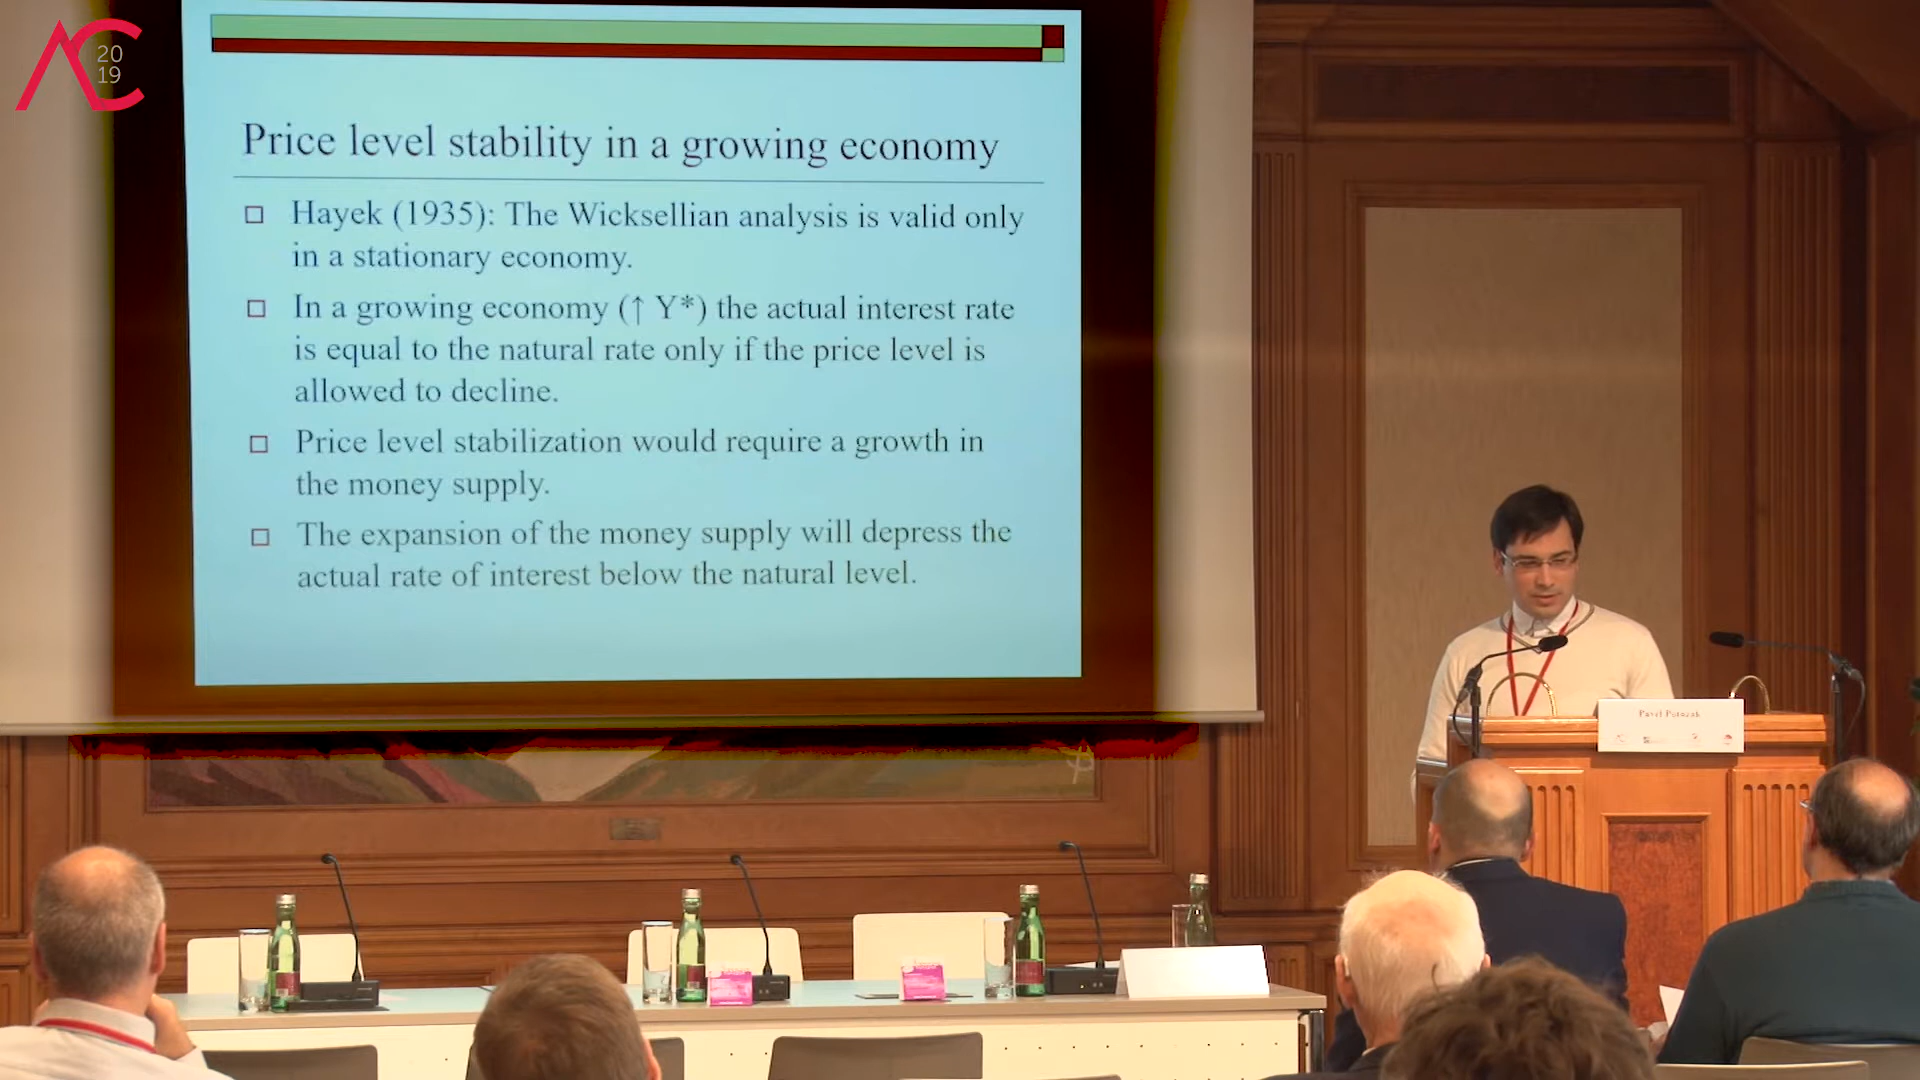 20
19
Price level stability in a growing economy
Hayek (1935): The Wicksellian analysis is valid only
in a stationary economy.
In a growing economy (↑ Y*) the actual interest rate
is equal to the natural rate only if the price level is
allowed to decline.
Price level stabilization would require a growth in
the money supply.
The expansion of the money supply will depress the
actual rate of interest below the natural level.
Pavel Potuzak